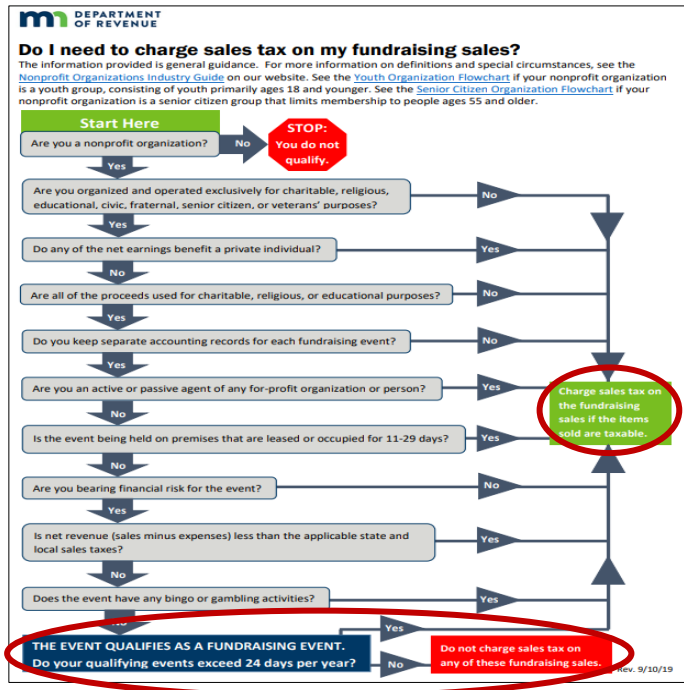 DEPARTMENT
OF REVENUE
Do I need to charge sales tax on my fundraising sales?
The information provided is general guidance. For more information on definitions and special circumstances, see the
Nonprofit Organizations Industry Guide on our website. See the Youth Organization Flowchart if your nonprofit organization
is a youth group, consisting of youth primarily ages 18 and younger. See the Senior Citizen Organization Flowchart if your
nonprofit organization is a senior citizen group that limits membership to people ages 55 and older.
Start Here
Are you a nonprofit organization?
No
STOP:
You do not
qualify.
Yes
Are you organized and operated exclusively for charitable, religious,
educational, civic, fraternal, senior citizen, or veterans' purposes?
No
Yes
Do any of the net earnings benefit a private individual?
Yes
No
Are all of the proceeds used for charitable, religious, or educational purposes?
No
Yes
Do you keep separate accounting records for each fundraising event?
No
Yes
Are you an active or passive agent of any for-profit organization or person?
Yes
Charge sales tax on
the fundraising
sales if the items
sold are taxable.
No
Is the event being held on premises that are leased or occupied for 11-29 days?
Yes
No
Are you bearing financial risk for the event?
No
Yes
Is net revenue (sales minus expenses) less than the applicable state and
local sales taxes?
Yes
No
Does the event have any bingo or gambling activities?
Yes
No
THE EVENT QUALIFIES AS A FUNDRAISING EVENT.
Do your qualifying events exceed 24 days per year?
Yes
No
Do not charge sales tax on
any of these fundraising sales.
Rev. 9/10/19